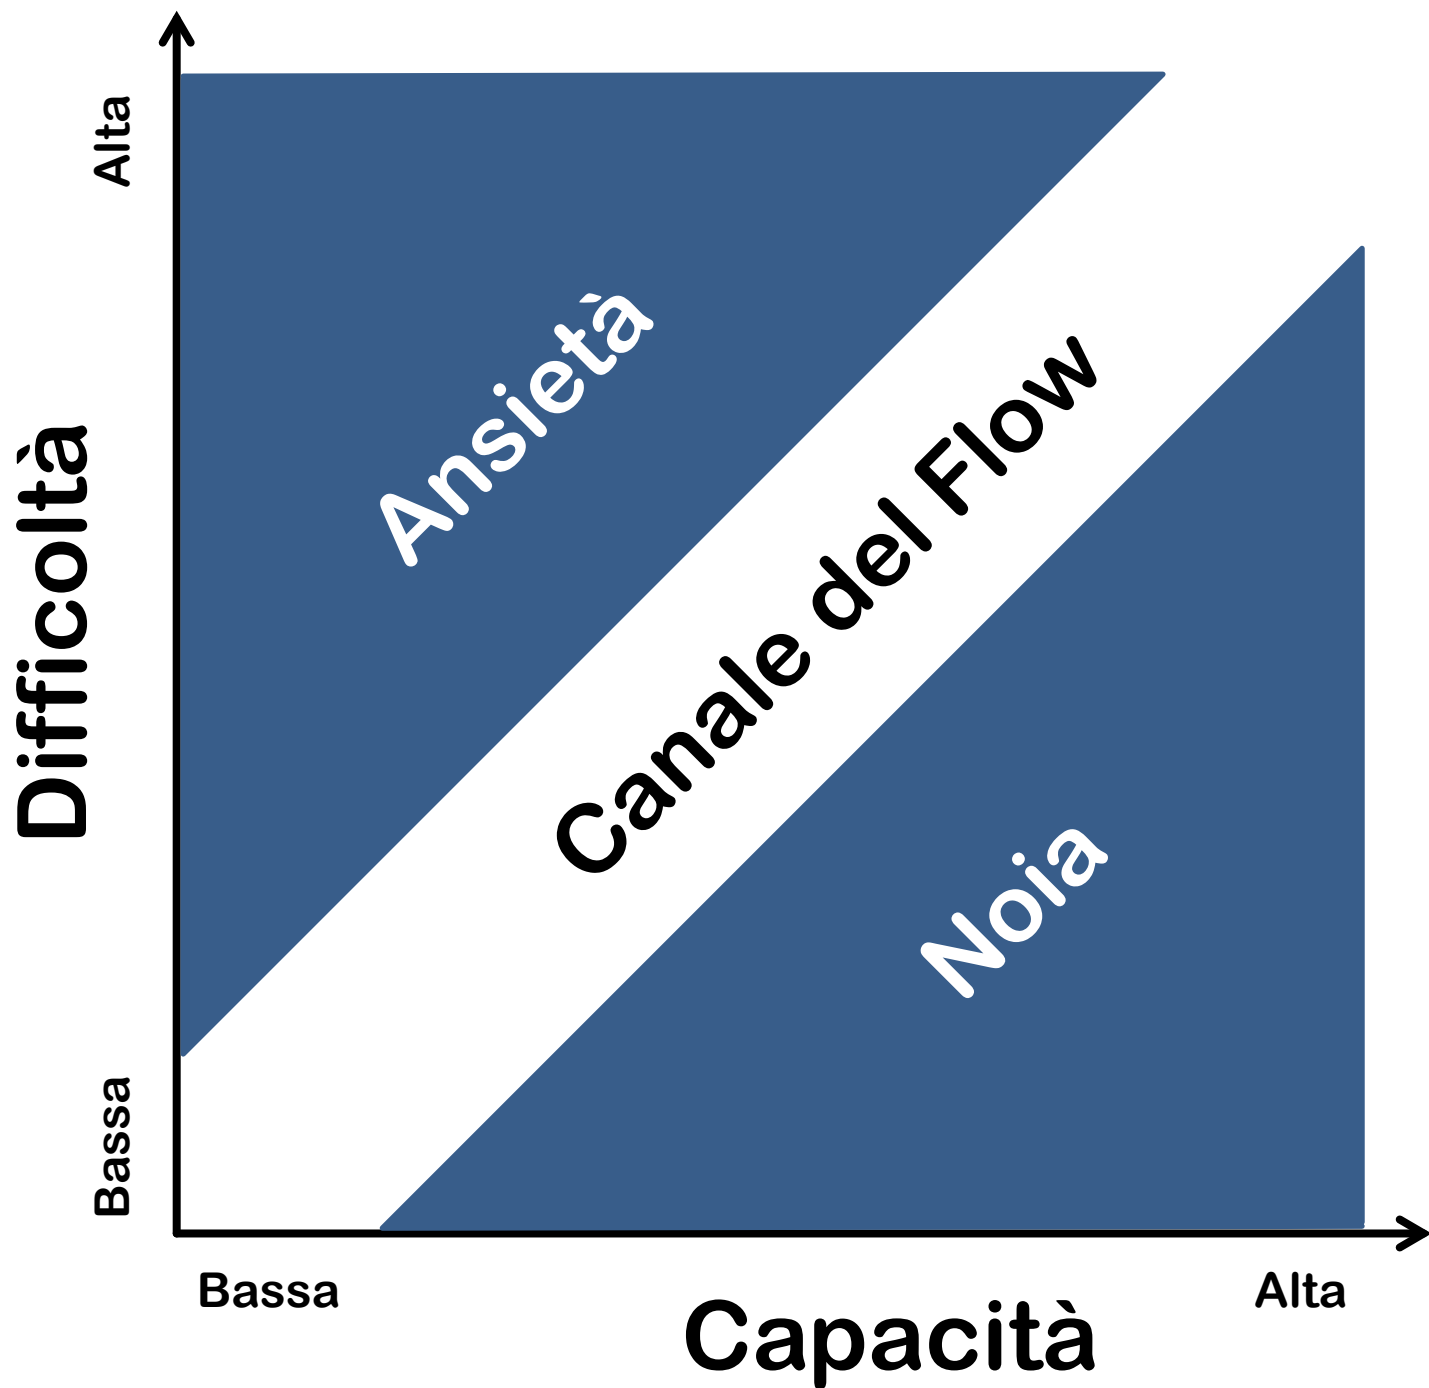 Alta
Ansietà
Difficoltà
Canale del Flow
Noia
Bassa
Bassa
Alta
Capacità